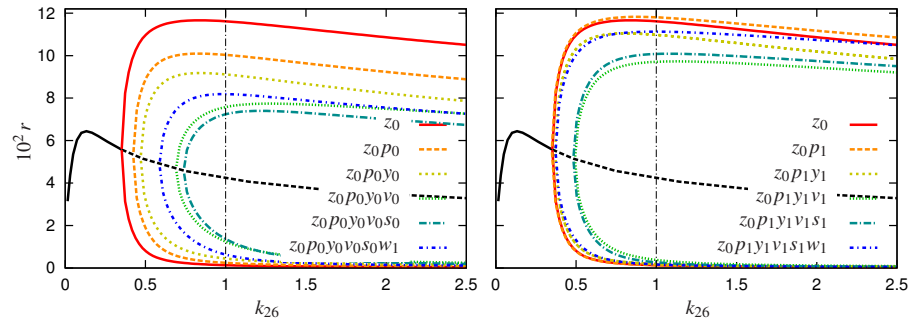 12
10
8
6
4
2
0
10² r
z₀
z₀p₀
z₀p₀y₀
z₀p₀y₀v₀
z₀p₀y₀v₀s₀
z₀p₀y₀v₀s₀w₁
0 0.5 1 1.5 2 2.5
k₂₆
z₀
z₀p₁
z₀p₁y₁
z₀p₁y₁v₁
z₀p₁y₁v₁s₁
z₀p₁y₁v₁s₁w₁
0 0.5 1 1.5 2 2.5
k₂₆